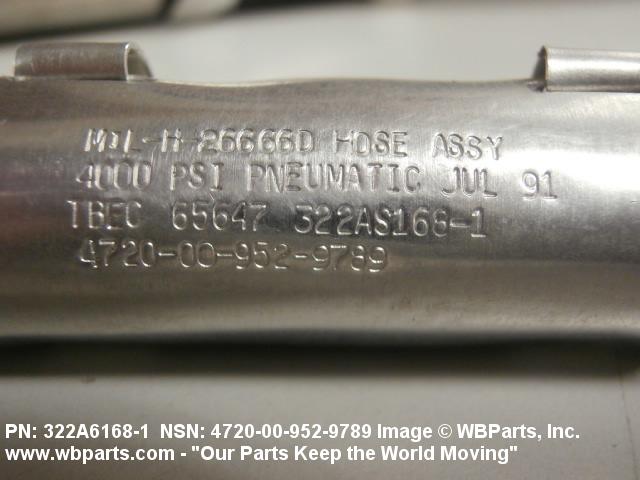 MIL-H-26666D HOSE ASSY
4000 PSI PNEUMATIC JUL 91
TBEC 65647 322AS168-1
4720-00-952-9789
PN: 322A6168-1 NSN: 4720-00-952-9789 Image © WBParts, Inc.
www.wbparts.com - "Our Parts Keep the World Moving"